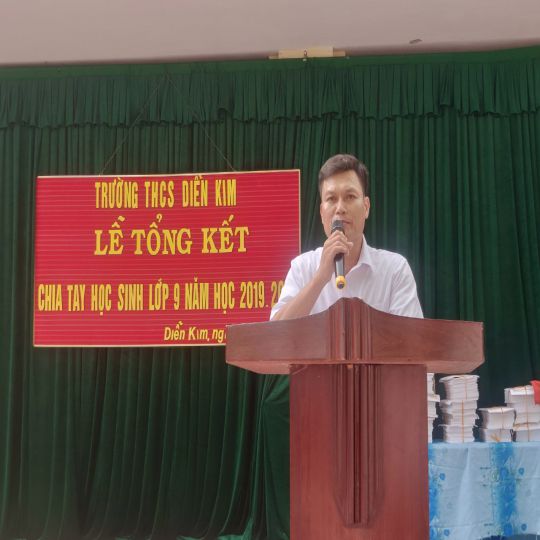 TRƯỜNG THCS DIỄN KIM
LỄ TỔNG KẾT
CHIA TAY HỌC SINH LỚP 9 NĂM HỌC 2019.
Diễn Kim,